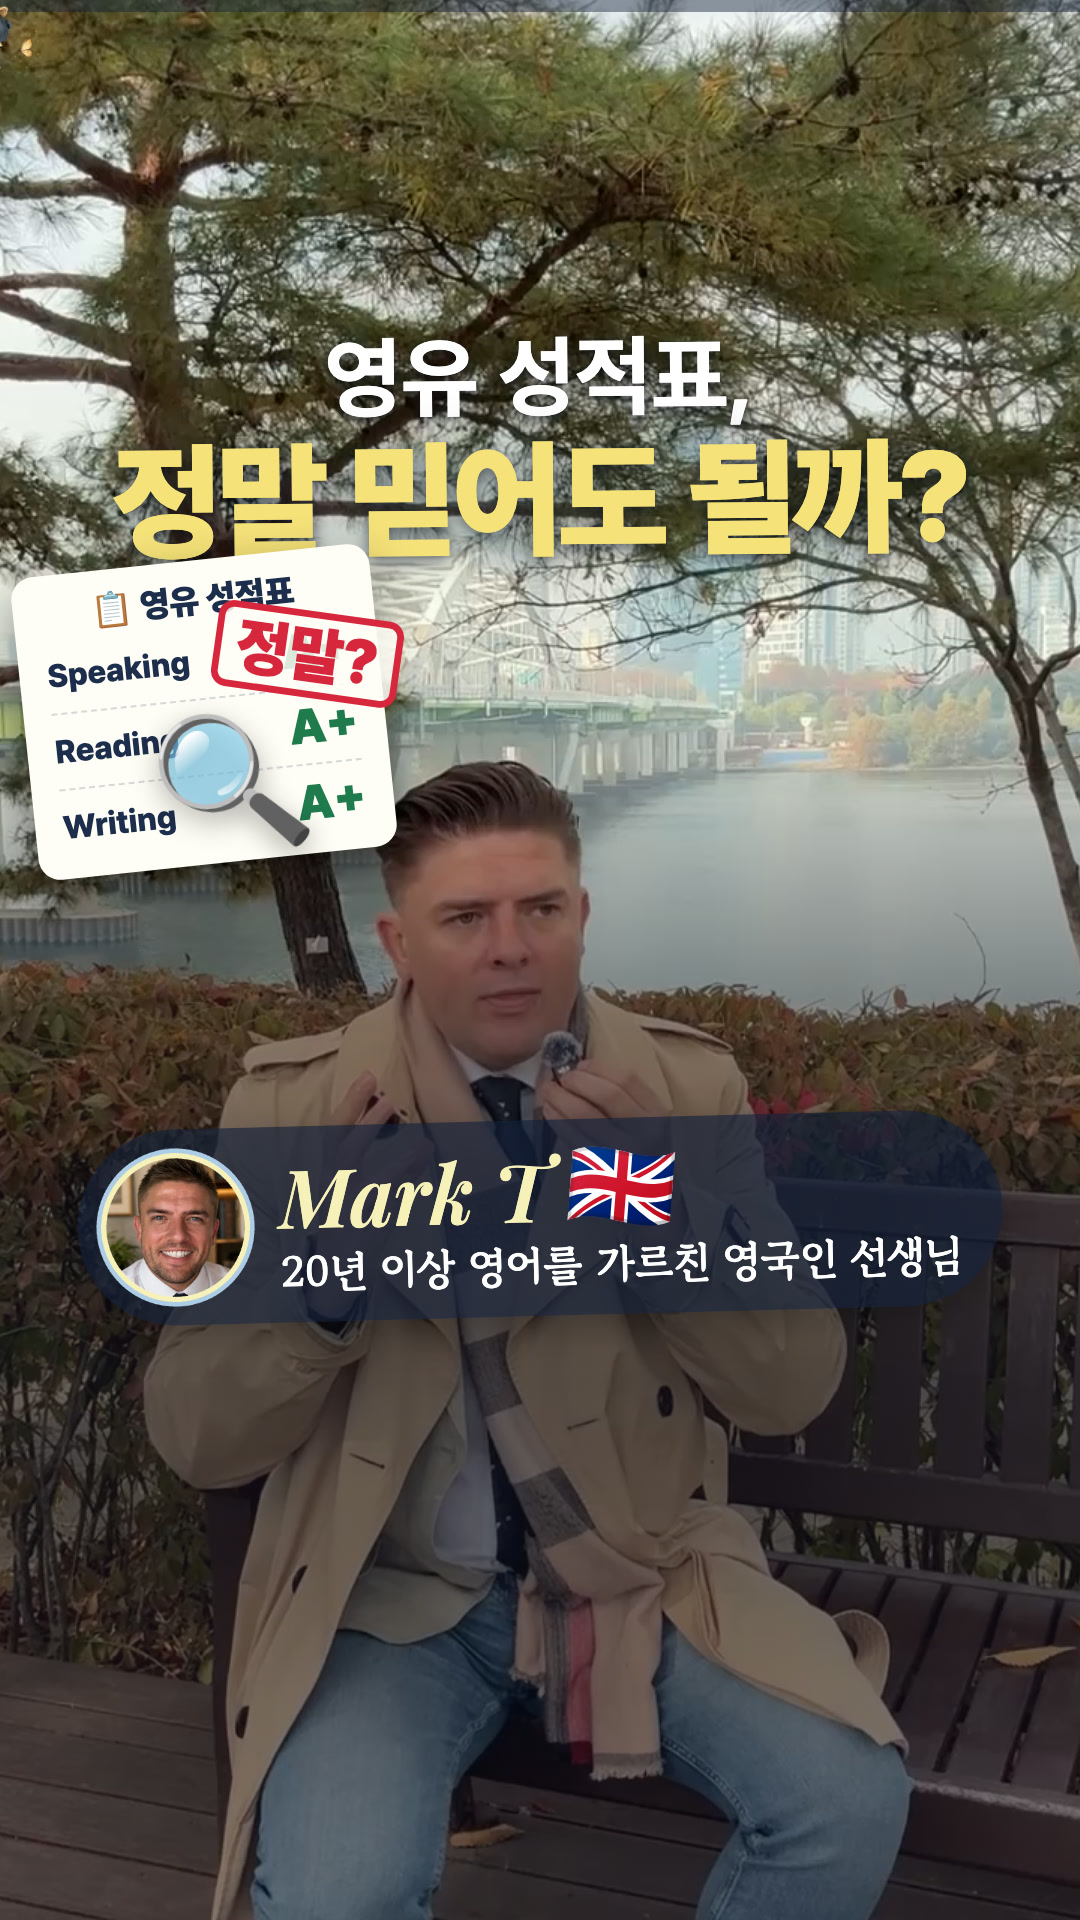 영유 성적표,
정말 믿어도 될까?
📋 영유 성적표
정말?
Speaking
Reading A+
Writing A+
Mark T 🇬🇧
20년 이상 영어를 가르친 영국인 선생님